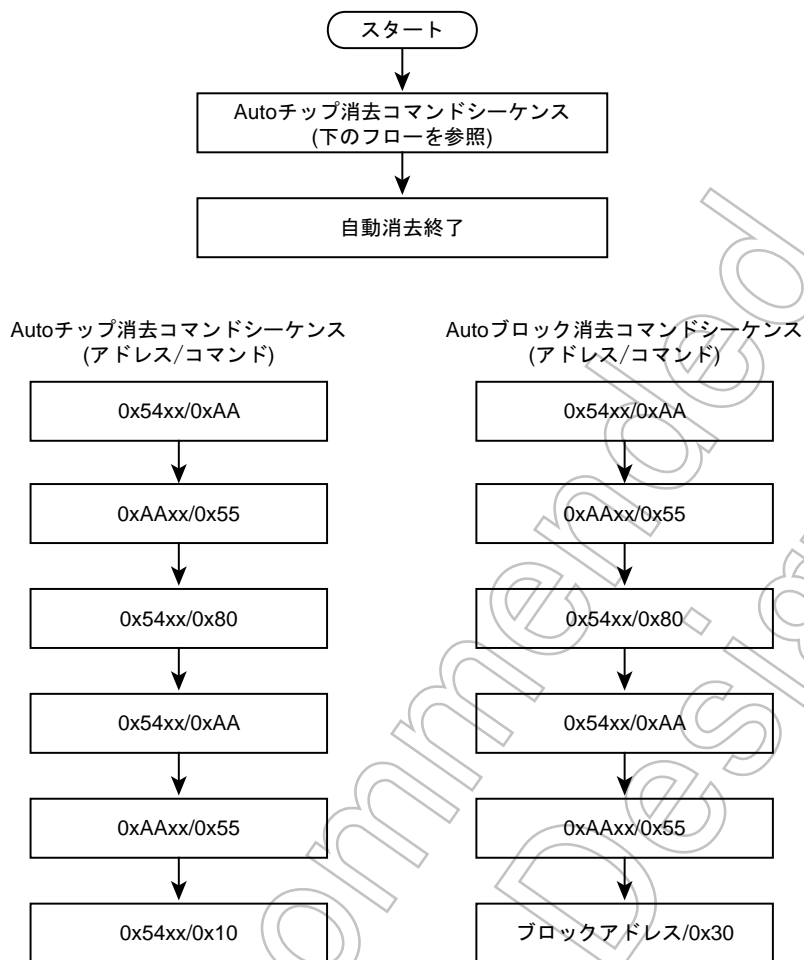 スタート
Autoチップ消去コマンドシーケンス
(下のフローを参照)
自動消去終了
Autoチップ消去コマンドシーケンス
(アドレス/コマンド)
0x54xx/0xAA
0xAAxx/0x55
0x54xx/0x80
0x54xx/0xAA
0xAAxx/0x55
0x54xx/0x10
Autoブロック消去コマンドシーケンス
(アドレス/コマンド)
0x54xx/0xAA
0xAAxx/0x55
0x54xx/0x80
0x54xx/0xAA
0xAAxx/0x55
ブロックアドレス/0x30
ommended
Desig